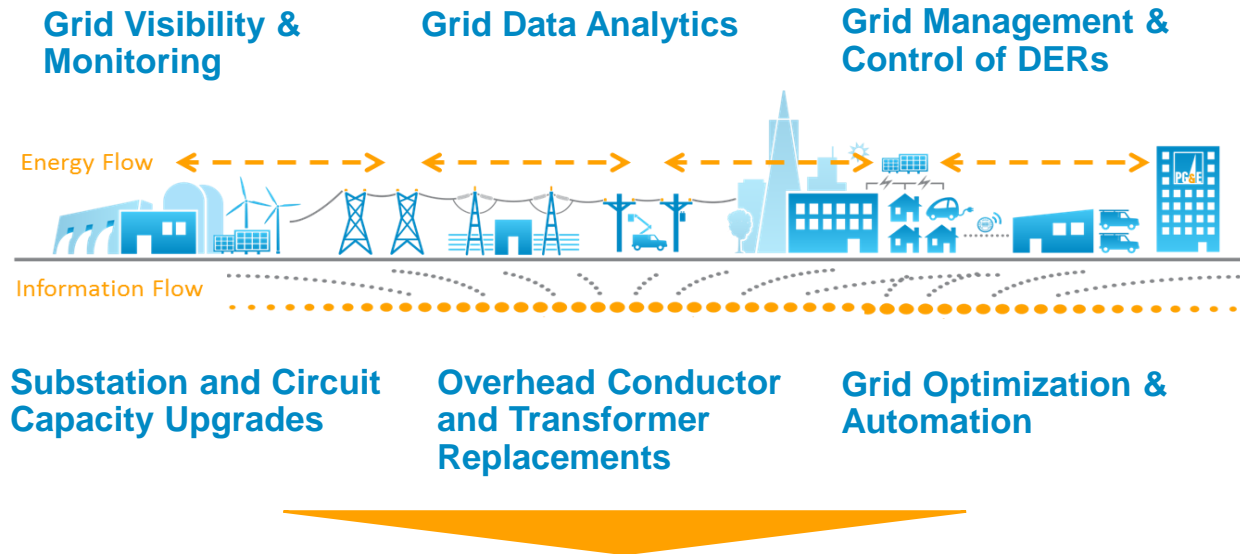 Grid Visibility &
Monitoring
Grid Data Analytics
Grid Management &
Control of DERs
Energy Flow
PG&E
Information Flow
Substation and Circuit
Capacity Upgrades
Overhead Conductor
and Transformer
Replacements
Grid Optimization &
Automation